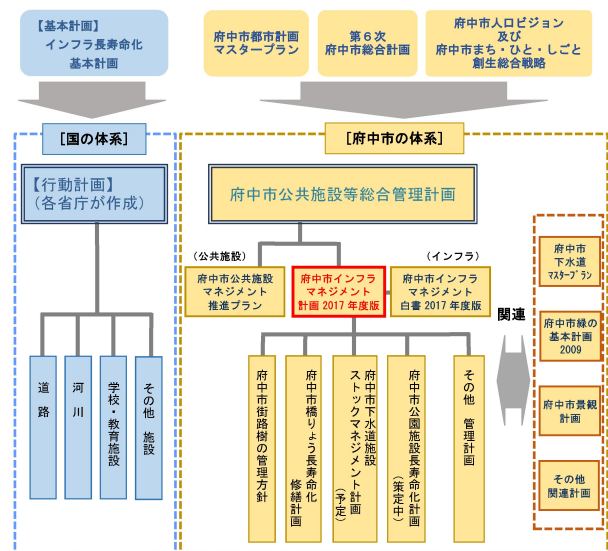 【基本計画】
インフラ長寿命化
基本計画
府中市都市計画
マスタープラン
第６次
府中市総合計画
府中市人口ビジョン
及び
府中市まち・ひと・しごと
創生総合戦略
[国の体系]
[府中市の体系]
【行動計画】
（各省庁が作成）
府中市公共施設等総合管理計画
（公共施設）
（インフラ）
府中市公共施設
マネジメント
推進プラン
府中市インフラ
マネジメント
計画 2017 年度版
府中市インフラ
マネジメント
白書 2017 年度版
関連
府中市
下水道
ﾏｽﾀｰﾌﾟﾗﾝ
府中市緑の
基本計画
2009
府中市景観
計画
その他
関連計画
道路
河川
学校・教育施設
その他　施設
府中市街路樹の管理方針
府中市橋りょう長寿命化
修繕計画
府中市下水道施設
ストックマネジメント計画
（予定）
府中市公園施設長寿命化計画
（策定中）
その他　管理計画